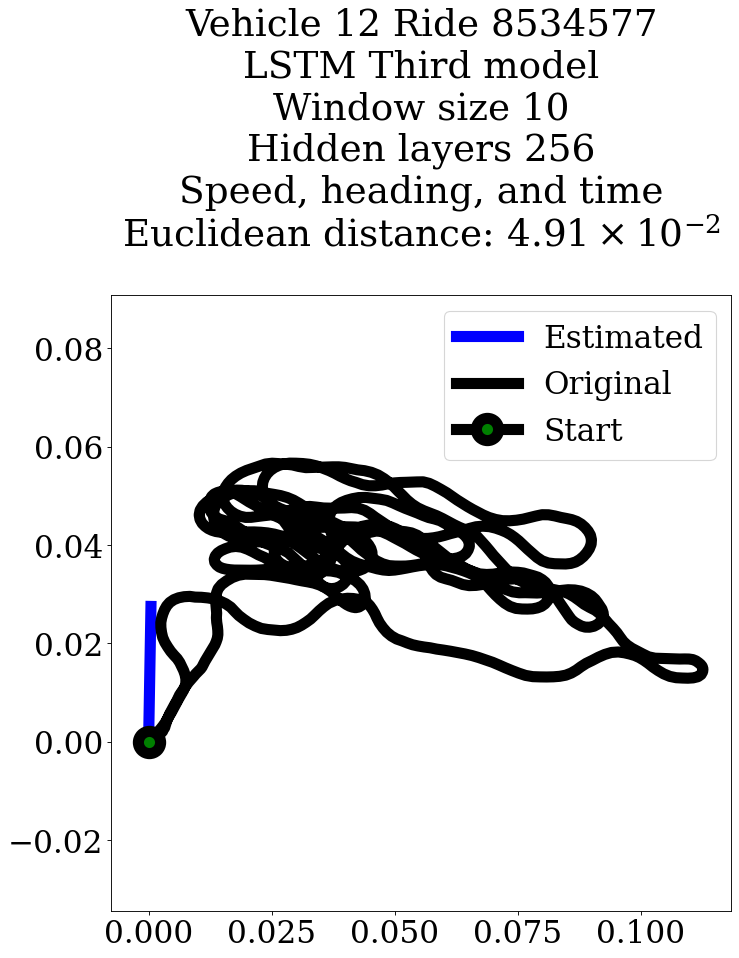 Vehicle 12 Ride 8534577
LSTM Third model
Window size 10
Hidden layers 256
Speed, heading, and time
Euclidean distance: 4.91 × 10⁻²
Estimated
Original
Start
0.08
0.06
0.04
0.02
0.00
−0.02
0.000 0.025 0.050 0.075 0.100